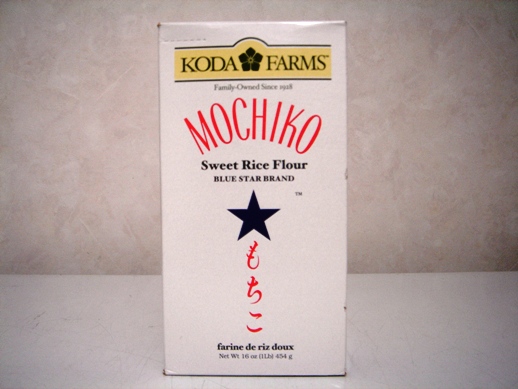 KODA FARMS™
Family-Owned Since 1928
MOCHIKO
Sweet Rice Flour
BLUE STAR BRAND
™
もちこ
farine de riz doux
Net Wt 16 oz (1Lb) 454 g